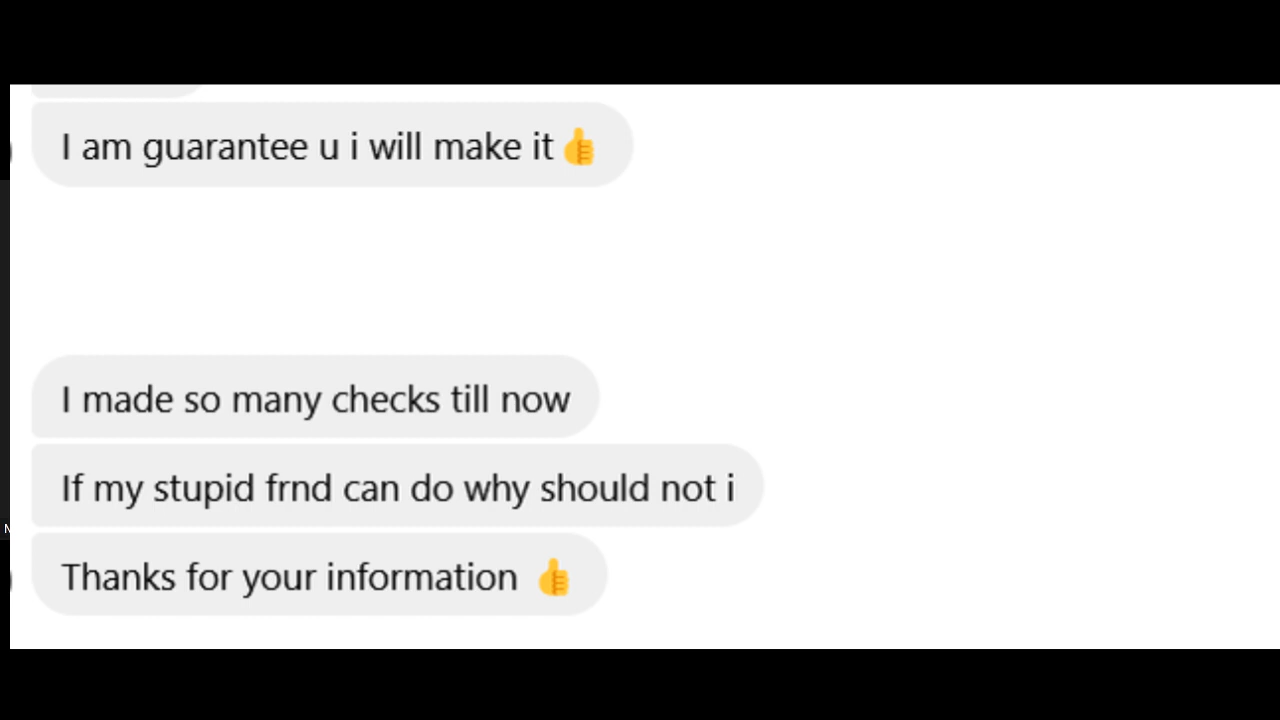 I am guarantee u i will make it👍
I made so many checks till now
If my stupid frnd can do why should not i
Thanks for your information 👍